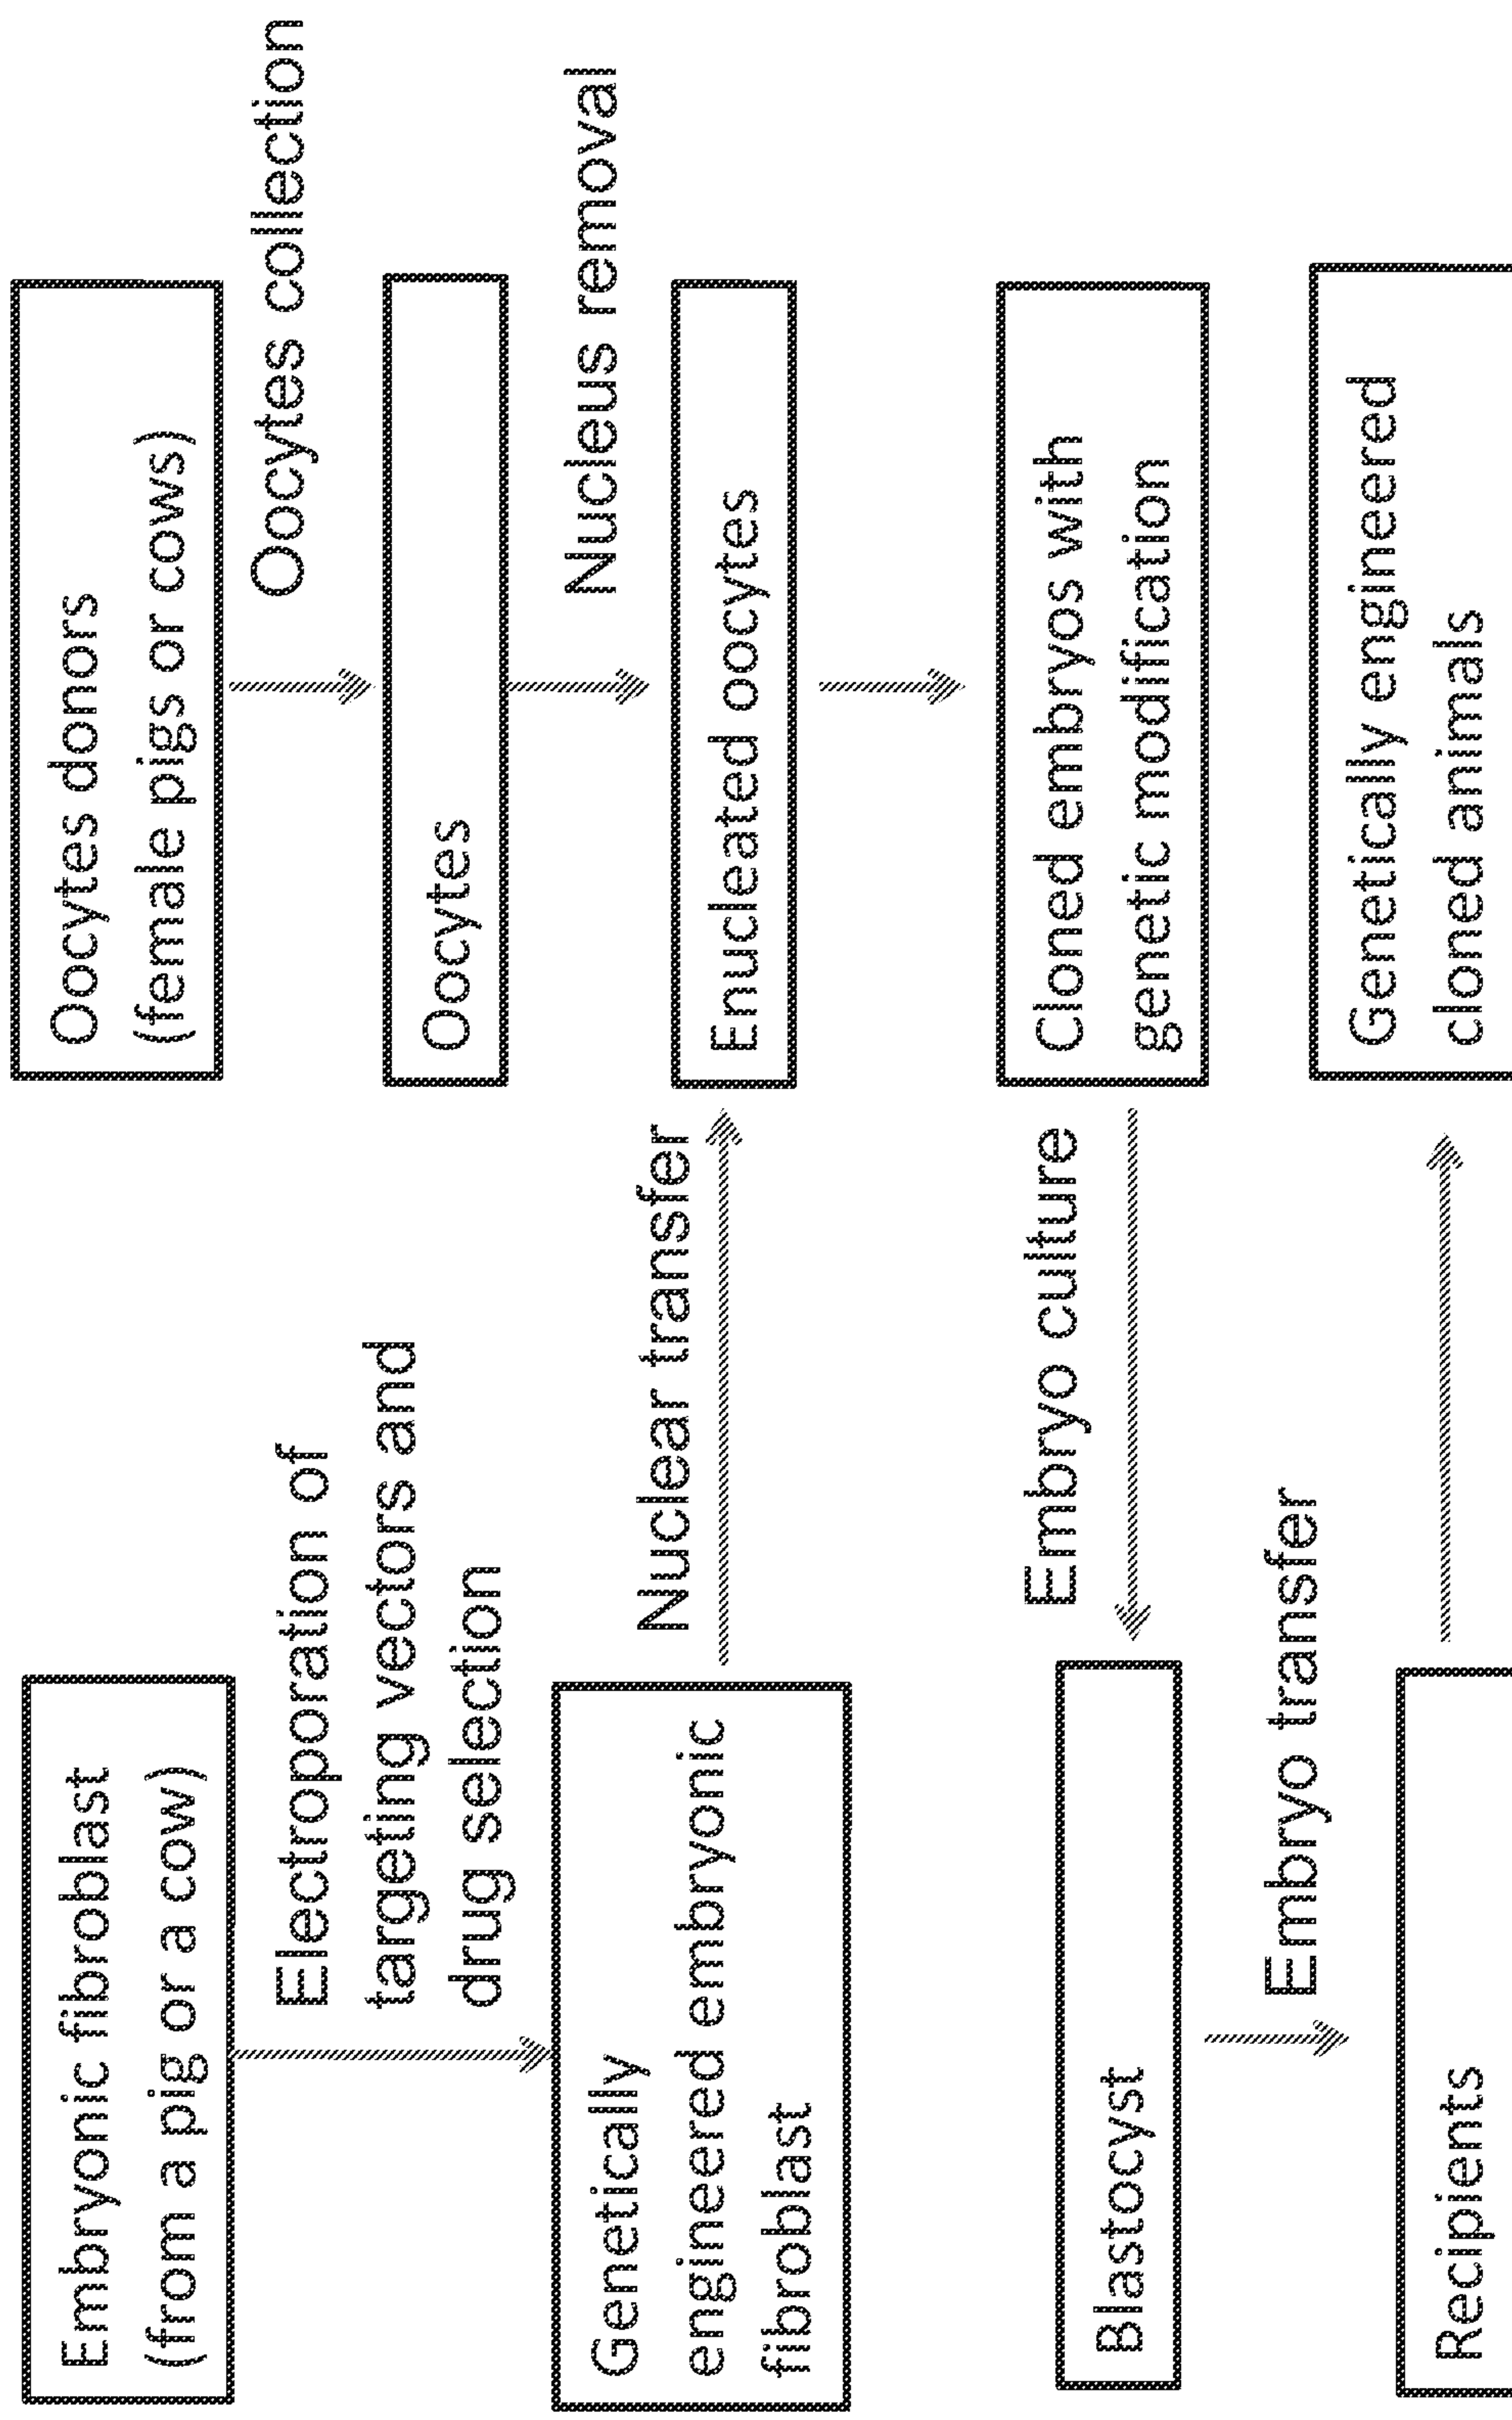 Embryonic fibroblast
(from a pig or a cow)
Electroporation of
targeting vectors and
drug selection
Genetically
engineered embryonic
fibroblast
Oocytes donors
(female pigs or cows)
Oocytes collection
Oocytes
Nucleus removal
Nuclear transfer
Enucleated oocytes
Cloned embryos with
genetic modification
Embryo culture
Blastocyst
Embryo transfer
Recipients
Genetically engineered
cloned animals